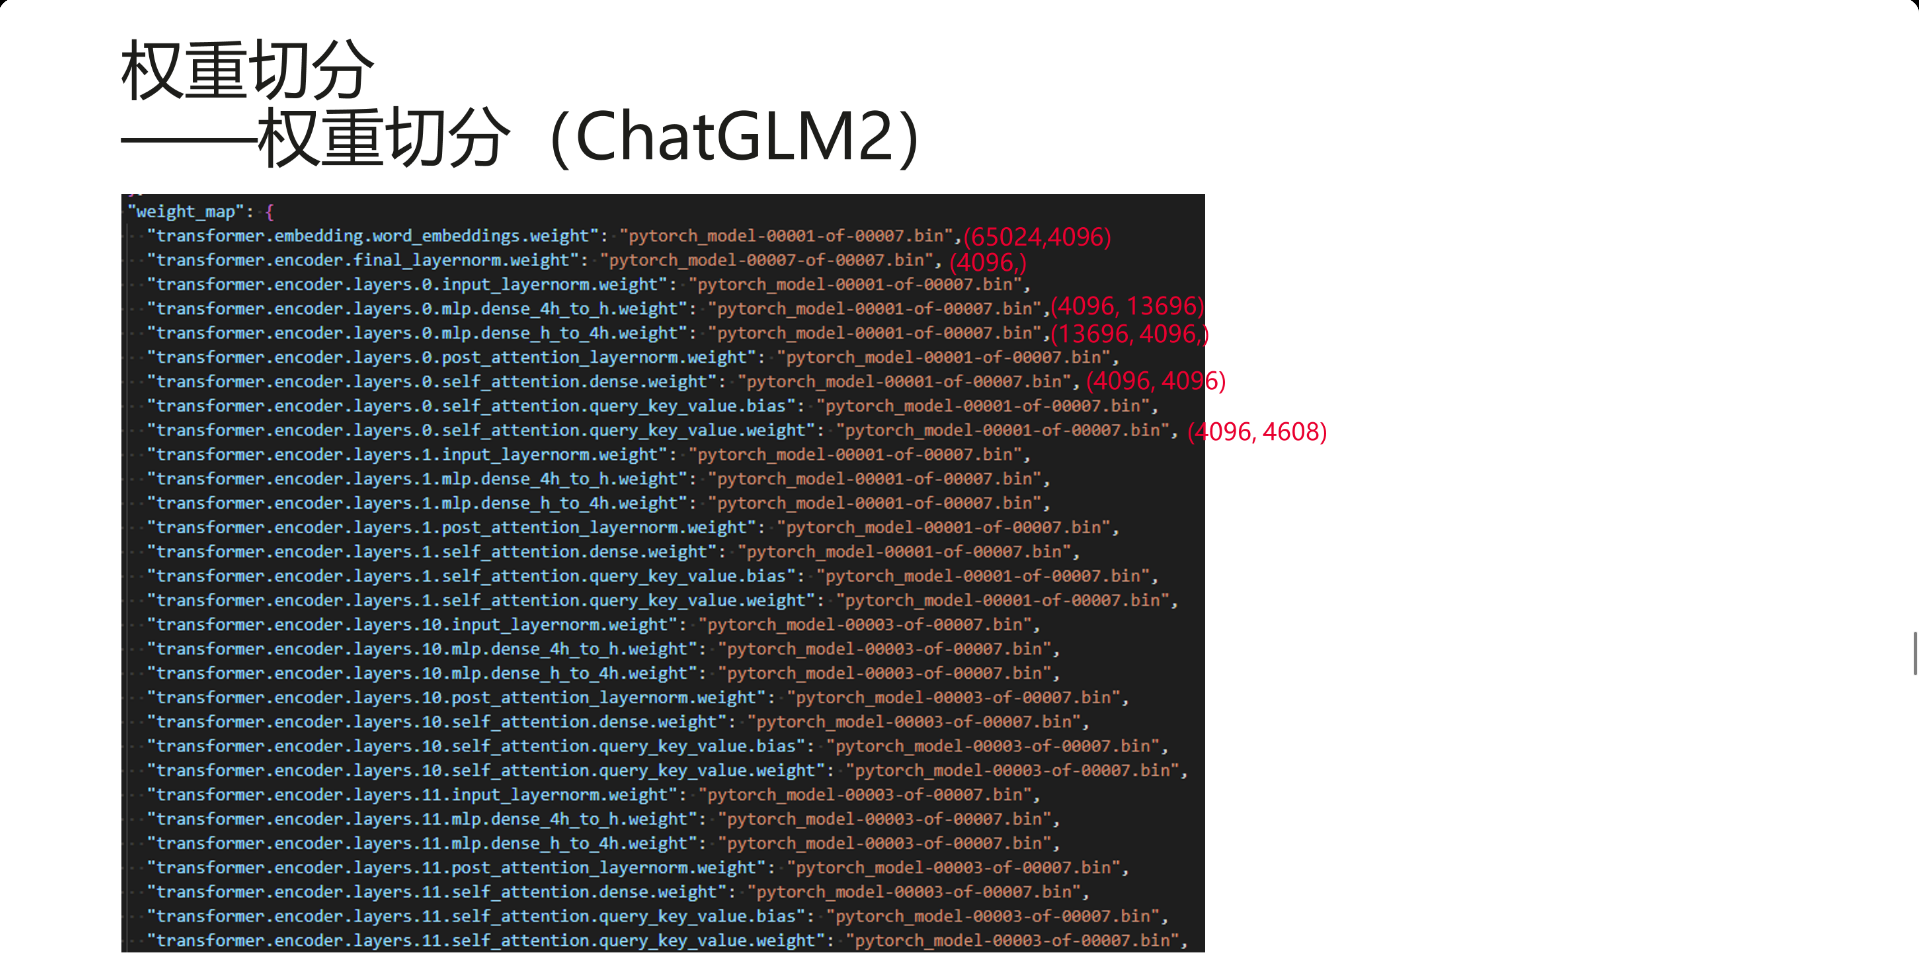 权重切分
——权重切分（ChatGLM2）
"weight_map": {
"transformer.embedding.word_embeddings.weight": "pytorch_model-00001-of-00007.bin",(65024,4096)
"transformer.encoder.final_layernorm.weight": "pytorch_model-00007-of-00007.bin", (4096,)
"transformer.encoder.layers.0.input_layernorm.weight": "pytorch_model-00001-of-00007.bin",
"transformer.encoder.layers.0.mlp.dense_4h_to_h.weight": "pytorch_model-00001-of-00007.bin",(4096, 13696)
"transformer.encoder.layers.0.mlp.dense_h_to_4h.weight": "pytorch_model-00001-of-00007.bin",(13696, 4096,)
"transformer.encoder.layers.0.post_attention_layernorm.weight": "pytorch_model-00001-of-00007.bin",
"transformer.encoder.layers.0.self_attention.dense.weight": "pytorch_model-00001-of-00007.bin", (4096, 4096)
"transformer.encoder.layers.0.self_attention.query_key_value.bias": "pytorch_model-00001-of-00007.bin",
"transformer.encoder.layers.0.self_attention.query_key_value.weight": "pytorch_model-00001-of-00007.bin", (4096, 4608)
"transformer.encoder.layers.1.input_layernorm.weight": "pytorch_model-00001-of-00007.bin",
"transformer.encoder.layers.1.mlp.dense_4h_to_h.weight": "pytorch_model-00001-of-00007.bin",
"transformer.encoder.layers.1.mlp.dense_h_to_4h.weight": "pytorch_model-00001-of-00007.bin",
"transformer.encoder.layers.1.post_attention_layernorm.weight": "pytorch_model-00001-of-00007.bin",
"transformer.encoder.layers.1.self_attention.dense.weight": "pytorch_model-00001-of-00007.bin",
"transformer.encoder.layers.1.self_attention.query_key_value.bias": "pytorch_model-00001-of-00007.bin",
"transformer.encoder.layers.1.self_attention.query_key_value.weight": "pytorch_model-00001-of-00007.bin",
"transformer.encoder.layers.10.input_layernorm.weight": "pytorch_model-00003-of-00007.bin",
"transformer.encoder.layers.10.mlp.dense_4h_to_h.weight": "pytorch_model-00003-of-00007.bin",
"transformer.encoder.layers.10.mlp.dense_h_to_4h.weight": "pytorch_model-00003-of-00007.bin",
"transformer.encoder.layers.10.post_attention_layernorm.weight": "pytorch_model-00003-of-00007.bin",
"transformer.encoder.layers.10.self_attention.dense.weight": "pytorch_model-00003-of-00007.bin",
"transformer.encoder.layers.10.self_attention.query_key_value.bias": "pytorch_model-00003-of-00007.bin",
"transformer.encoder.layers.10.self_attention.query_key_value.weight": "pytorch_model-00003-of-00007.bin",
"transformer.encoder.layers.11.input_layernorm.weight": "pytorch_model-00003-of-00007.bin",
"transformer.encoder.layers.11.mlp.dense_4h_to_h.weight": "pytorch_model-00003-of-00007.bin",
"transformer.encoder.layers.11.mlp.dense_h_to_4h.weight": "pytorch_model-00003-of-00007.bin",
"transformer.encoder.layers.11.post_attention_layernorm.weight": "pytorch_model-00003-of-00007.bin",
"transformer.encoder.layers.11.self_attention.dense.weight": "pytorch_model-00003-of-00007.bin",
"transformer.encoder.layers.11.self_attention.query_key_value.bias": "pytorch_model-00003-of-00007.bin",
"transformer.encoder.layers.11.self_attention.query_key_value.weight": "pytorch_model-00003-of-00007.bin",